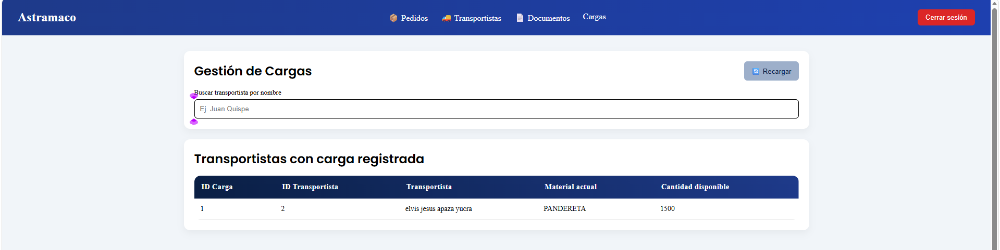 Astramaco
Pedidos
Transportistas
Documentos
Cargas
Cerrar sesión
Gestión de Cargas
Recargar
Buscar transportista por nombre
Ej. Juan Quispe
Transportistas con carga registrada
ID Carga ID Transportista Transportista Material actual Cantidad disponible
1 2 elvis jesus apaza yucra PANDERETA 1500